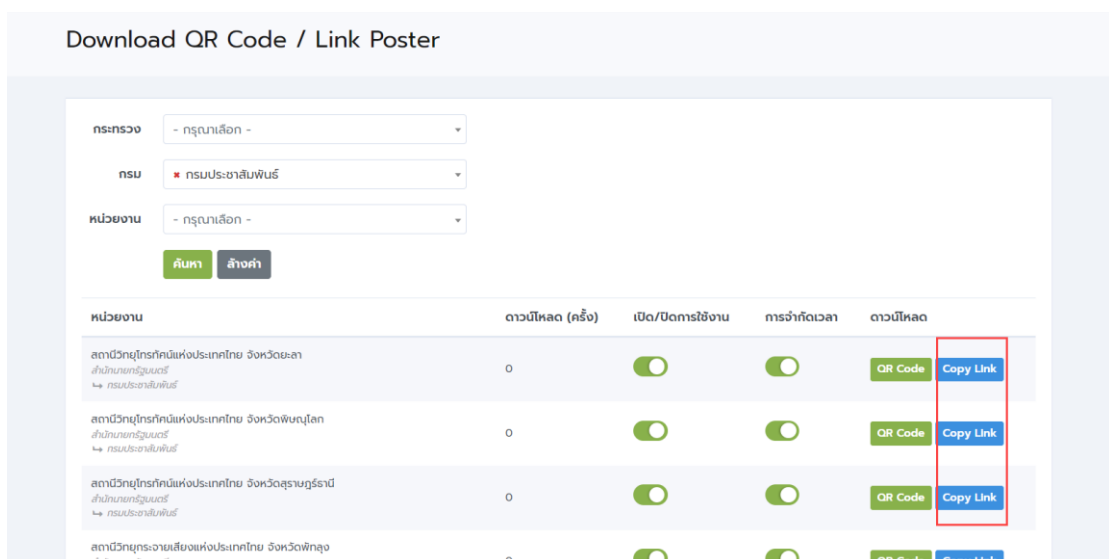 Download QR Code / Link Poster
กระทรวง - กรุณาเลือก -
กรม × กรมประชาสัมพันธ์
หน่วยงาน - กรุณาเลือก -
ค้นหา ล้างค่า
หน่วยงาน ดาวน์โหลด (ครั้ง) เปิด/ปิดการใช้งาน การจำกัดเวลา ดาวน์โหลด
สถานีวิทยุโทรทัศน์แห่งประเทศไทย จังหวัดยะลา
สำนักนายกรัฐมนตรี
↪ กรมประชาสัมพันธ์
0 QR Code Copy Link
สถานีวิทยุโทรทัศน์แห่งประเทศไทย จังหวัดพิษณุโลก
สำนักนายกรัฐมนตรี
↪ กรมประชาสัมพันธ์
0 QR Code Copy Link
สถานีวิทยุโทรทัศน์แห่งประเทศไทย จังหวัดสุราษฎร์ธานี
สำนักนายกรัฐมนตรี
↪ กรมประชาสัมพันธ์
0 QR Code Copy Link
สถานีวิทยุกระจายเสียงแห่งประเทศไทย จังหวัดพัทลุง